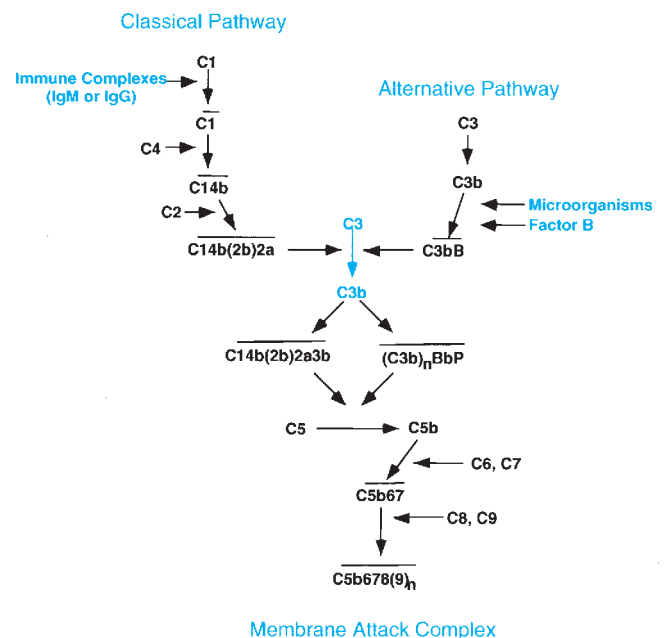 Classical Pathway
C1
Immune Complexes
(IgM or IgG)
C1
C4
C14b
C2
C14b(2b)2a
Alternative Pathway
C3
C3b
Microorganisms
Factor B
C3bB
C3
C3b
C14b(2b)2a3b
(C3b)nBbP
C5
C5b
C6, C7
C5b67
C8, C9
C5b678(9)n
Membrane Attack Complex